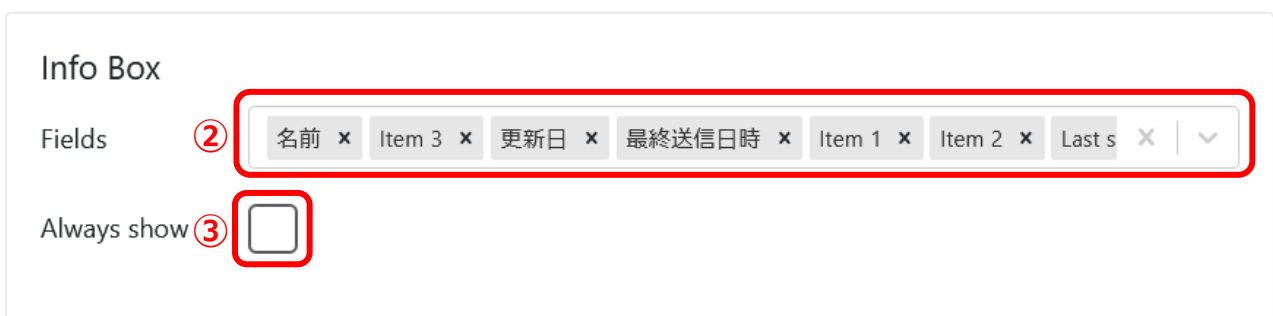 Info Box
Fields ② 名前 × Item 3 × 更新日 × 最終送信日時 × Item 1 × Item 2 × Last s
Always show ③